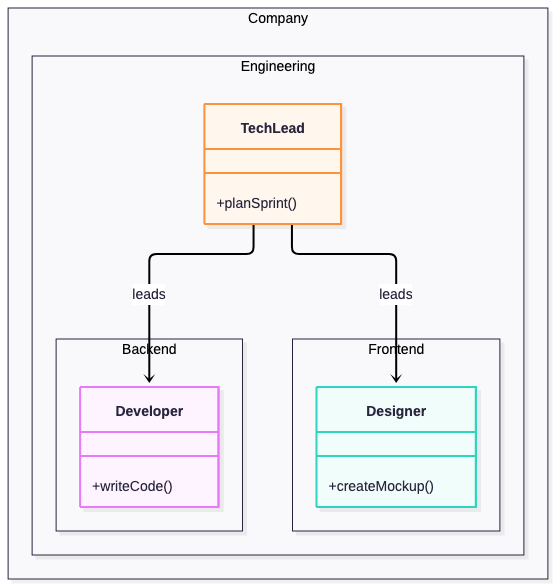 Company
Engineering
TechLead
+planSprint()
leads
leads
Backend
Frontend
Developer
Designer
+writeCode()
+createMockup()